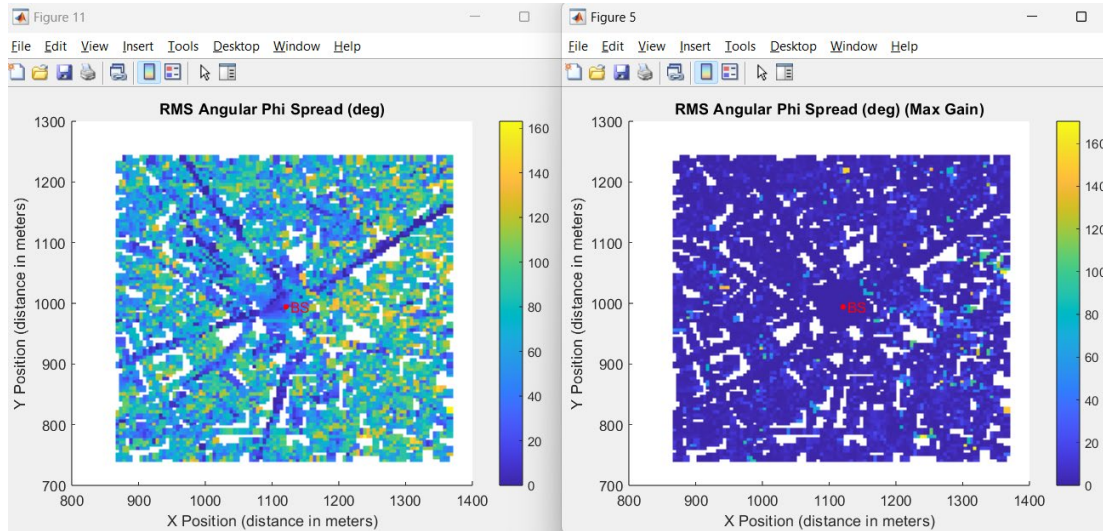 Figure 11
File Edit View Insert Tools Desktop Window Help
RMS Angular Phi Spread (deg)
1300
1200
1100
1000
900
800
700
800 900 1000 1100 1200 1300 1400
X Position (distance in meters)
Y Position (distance in meters)
BS
160
140
120
100
80
60
40
20
0
Figure 5
File Edit View Insert Tools Desktop Window Help
RMS Angular Phi Spread (deg) (Max Gain)
1300
1200
1100
1000
900
800
700
800 900 1000 1100 1200 1300 1400
X Position (distance in meters)
Y Position (distance in meters)
BS
160
140
120
100
80
60
40
20
0